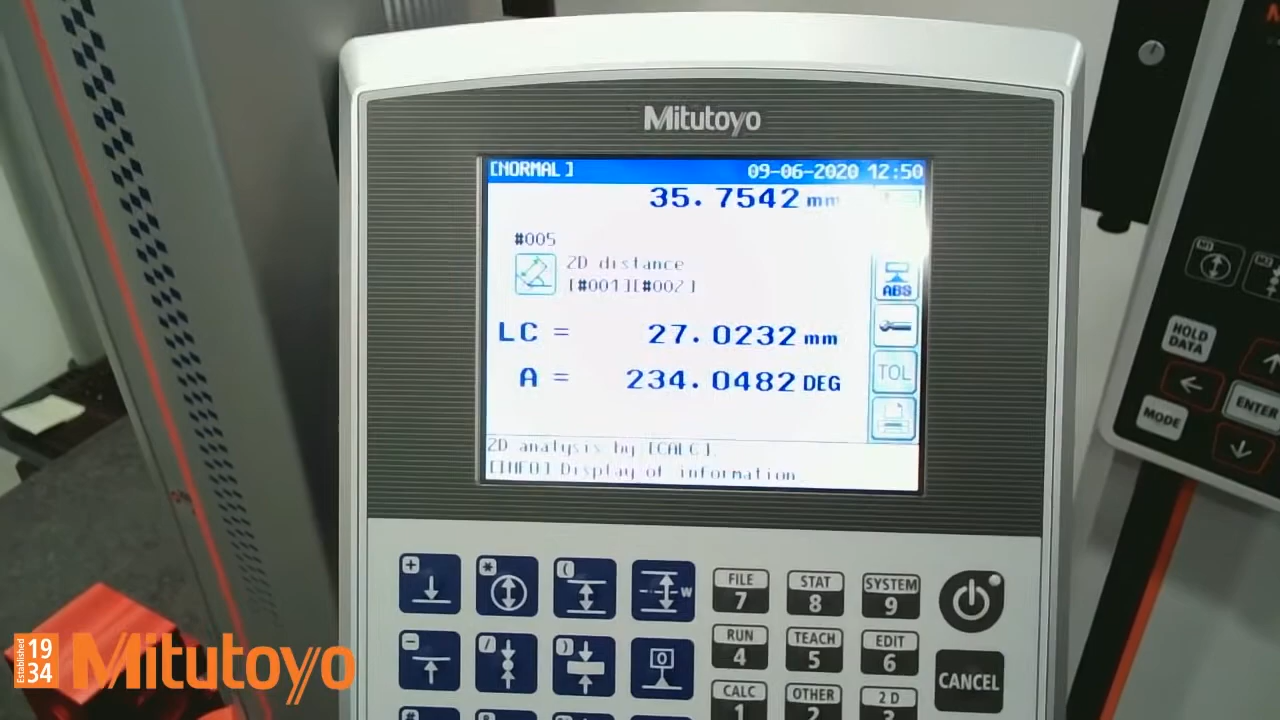 Mitutoyo
[NORMAL] 09-06-2020 12:50
35.7542 mm
#005
2D distance
[#001][#002]
ABS
LC = 27.0232 mm
TOL
A = 234.0482 DEG
2D analysis by [CALC].
[INFO] Display of information
HOLD DATA
ENTER
MODE
+ * ( W
FILE 7 STAT 8 SYSTEM 9
- / ) 0
RUN 4 TEACH 5 EDIT 6
CANCEL
CALC 1 OTHER 2 2D 3
Established 1934 Mitutoyo